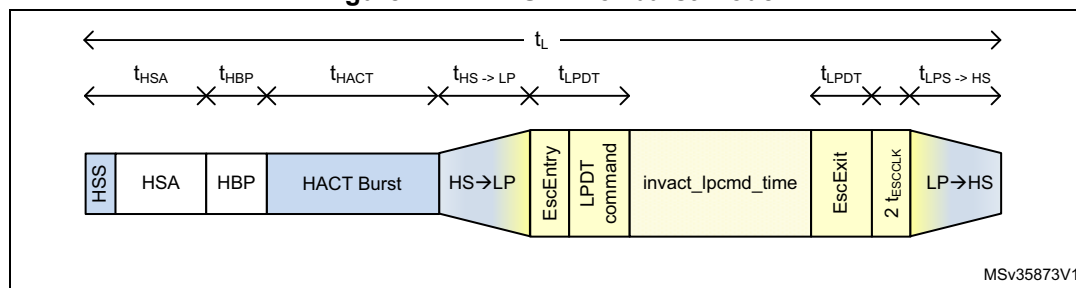 t_L
t_HSA t_HBP t_HACT t_HS -> LP t_LPDT t_LPDT t_LPS -> HS
HSS HSA HBP HACT Burst HS→LP EscEntry LPDT command invact_lpcmd_time EscExit 2 t_ESCCLK LP→HS
MSv35873V1